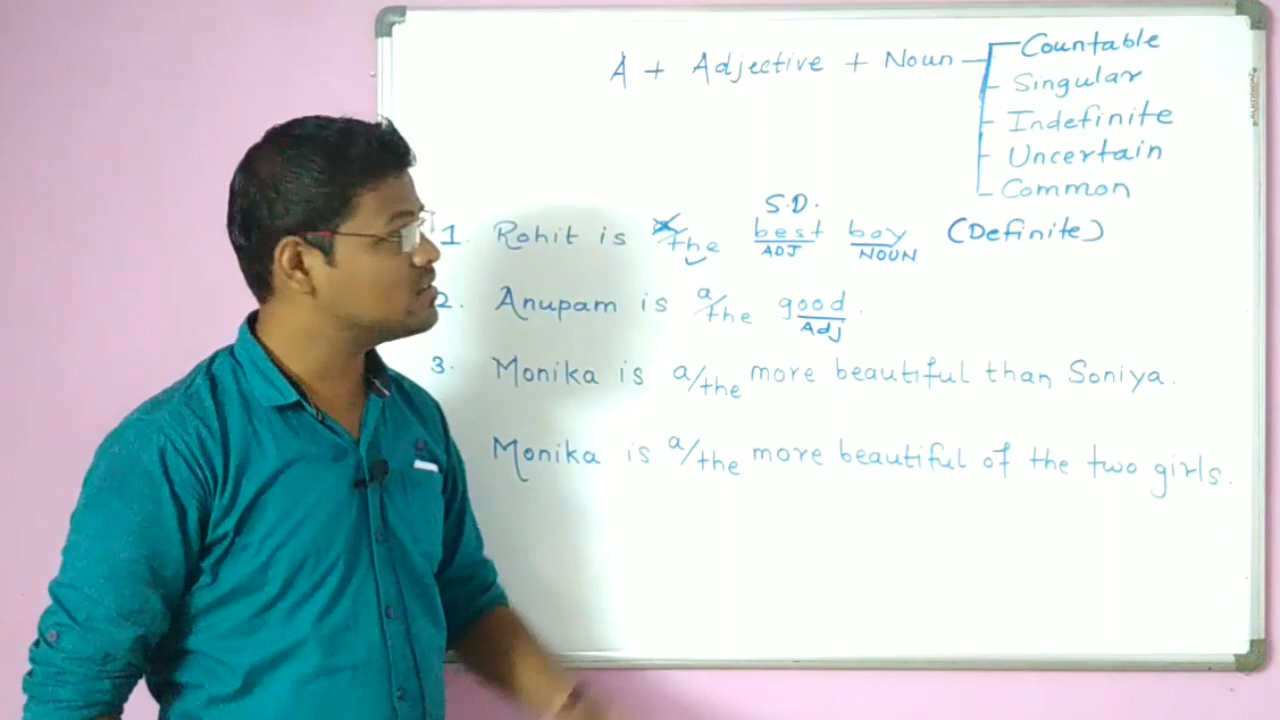 A + Adjective + Noun
Countable
Singular
Indefinite
Uncertain
Common
S.D.
1. Rohit is the best boy (Definite)
ADJ NOUN
2. Anupam is a/the good.
Adj
3. Monika is a/the more beautiful than Soniya.
Monika is a/the more beautiful of the two girls.